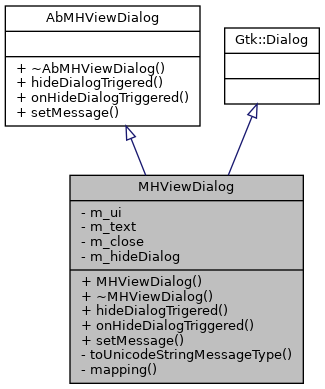 AbMHViewDialog
+ ~AbMHViewDialog()
+ hideDialogTrigered()
+ onHideDialogTriggered()
+ setMessage()
Gtk::Dialog
MHViewDialog
- m_ui
- m_text
- m_close
- m_hideDialog
+ MHViewDialog()
+ ~MHViewDialog()
+ hideDialogTrigered()
+ onHideDialogTriggered()
+ setMessage()
- toUnicodeStringMessageType()
- mapping()